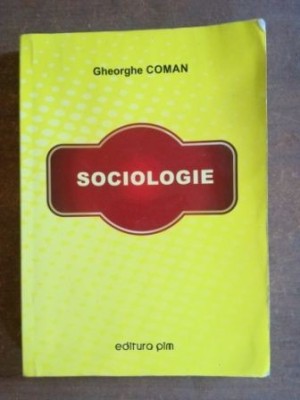 Gheorghe COMAN
SOCIOLOGIE
editura pim